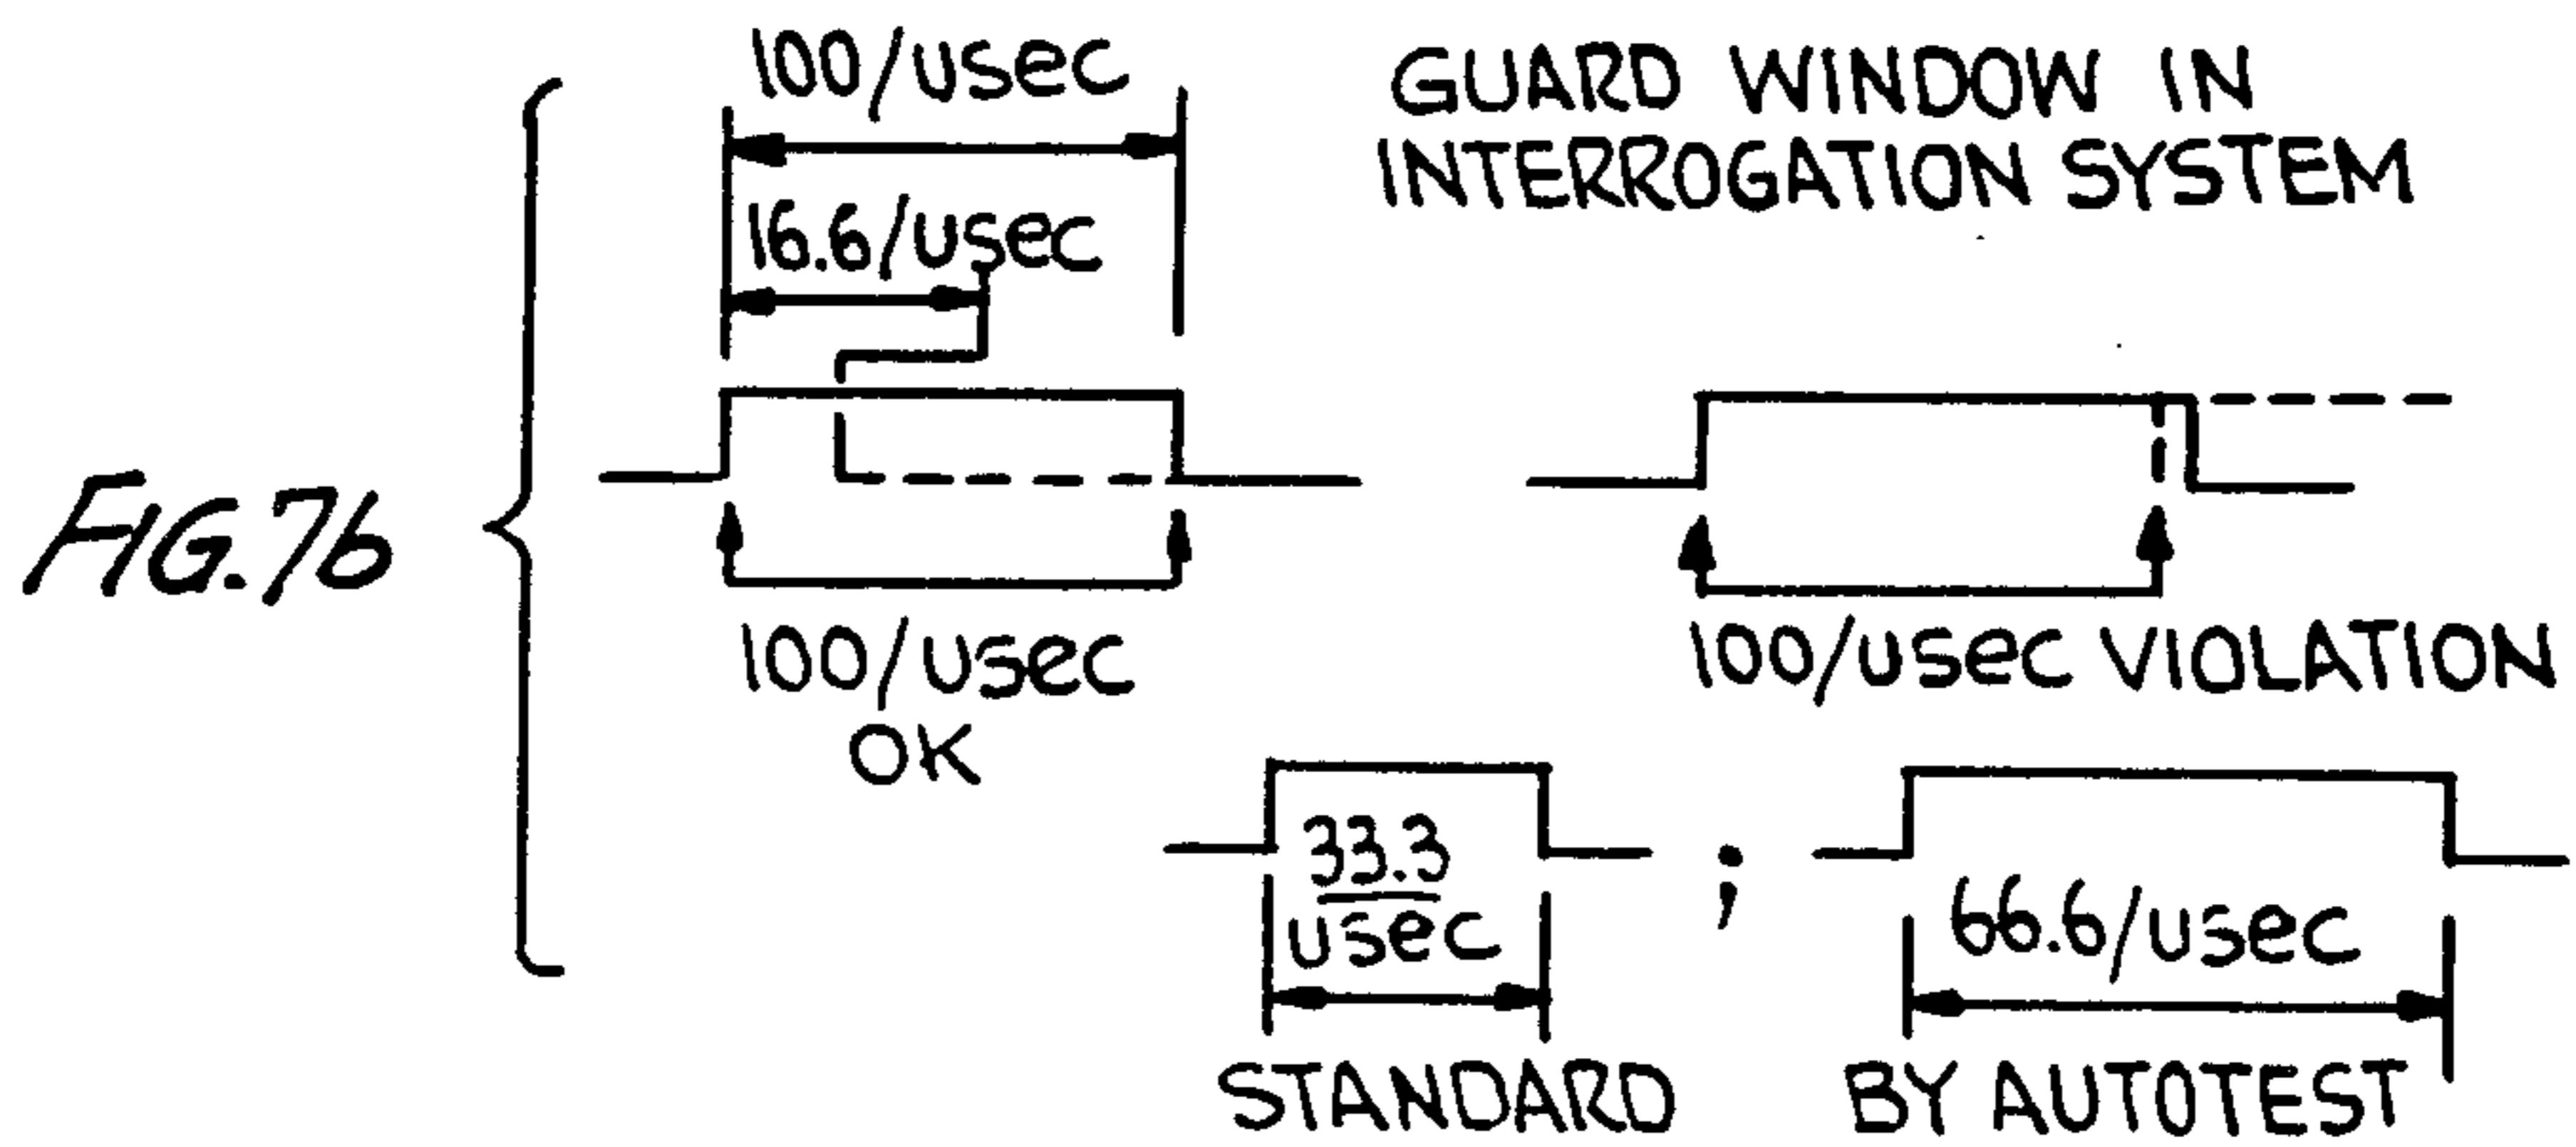 100/usec
GUARD WINDOW IN
INTERROGATION SYSTEM
16.6/usec
FIG. 7b
100/usec
OK
100/usec VIOLATION
33.3
usec
;
66.6/usec
STANDARD
BY AUTOTEST